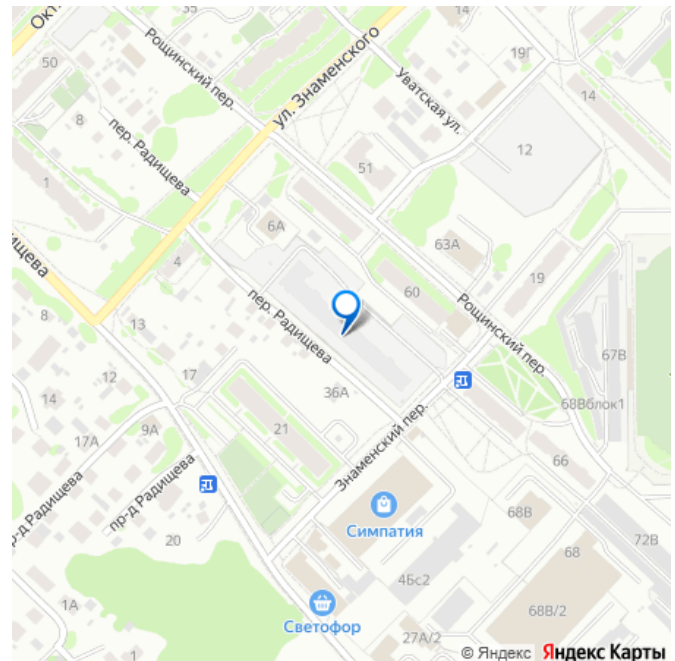 Окт
35
14
19Г
Рощинский пер.
ул. Знаменского
50
Уватская ул.
14
8
пер. Радищева
12
51
1
6А
63А
ищева
4
19
60
пер. Радищева
Рощинский пер.
8
13
67В
12
17
36А
68Вблок1
14
9А
21
17А
Знаменский пер.
66
р-д Радищева
пр-д Радищева
68В
Симпатия
72В
20
68
4Бс2
1А
68В/2
Светофор
27А/2
© Яндекс Яндекс Карты